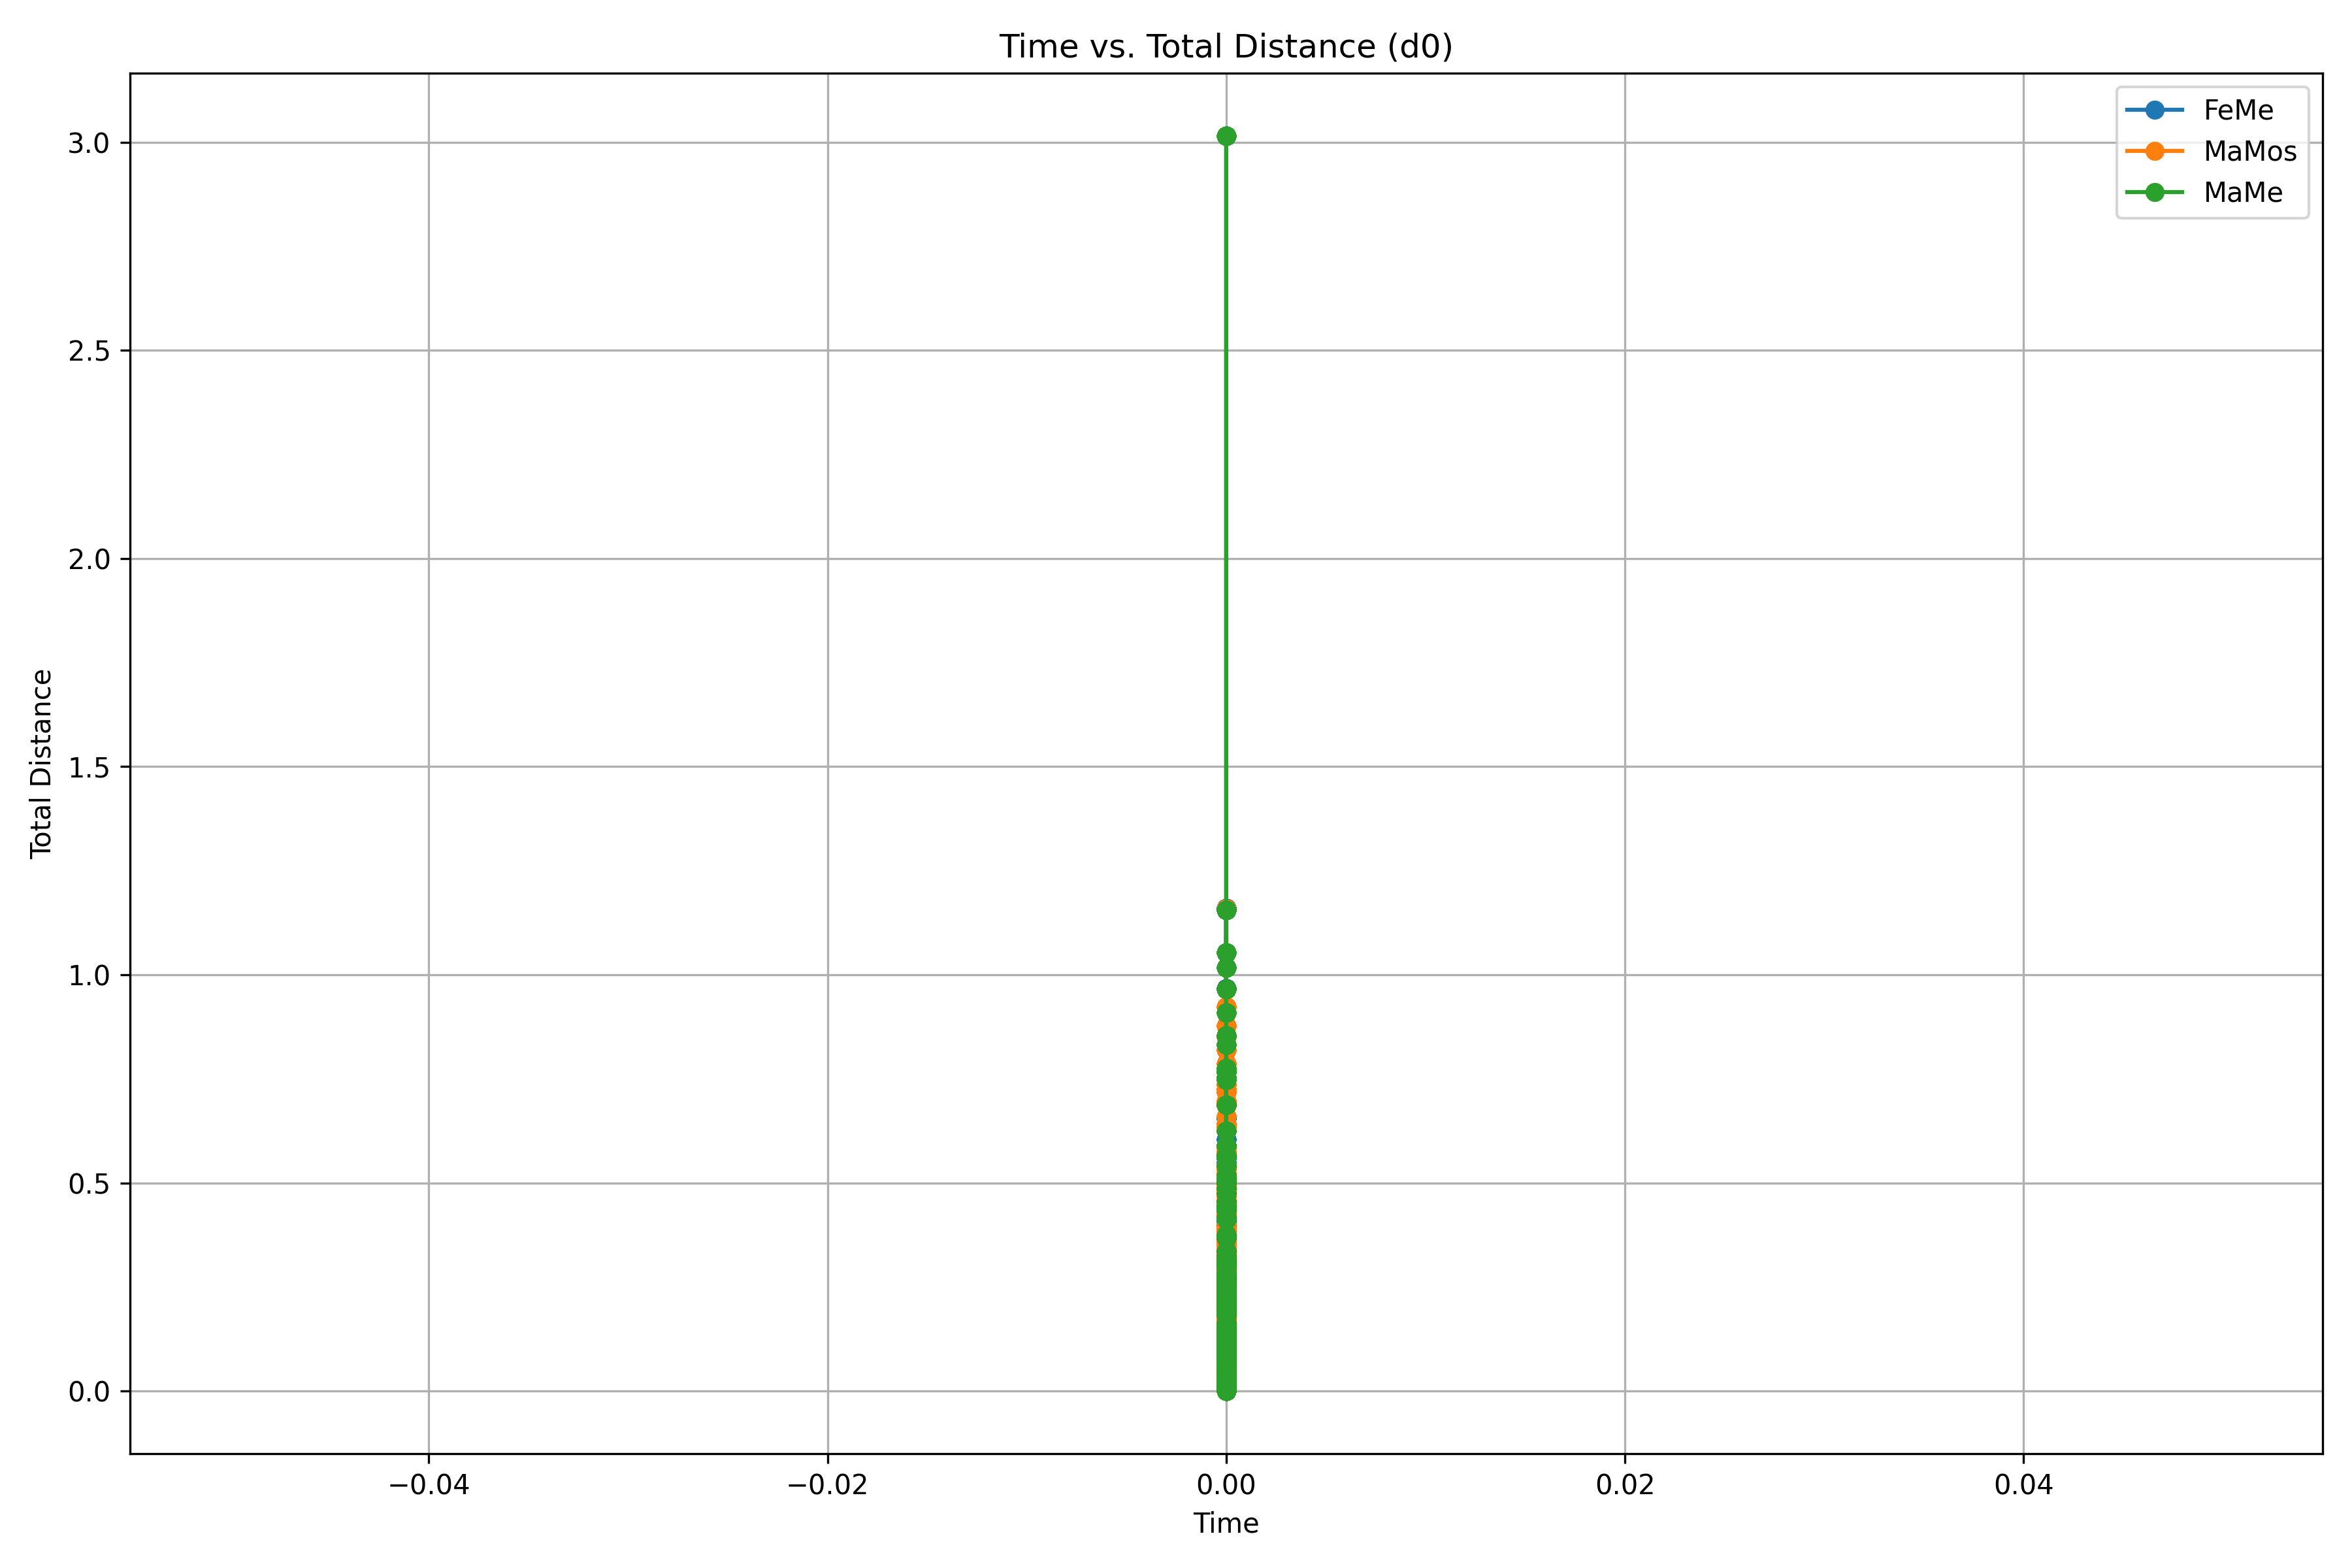 Time vs. Total Distance (d0)
FeMe
MaMos
MaMe
3.0
2.5
2.0
1.5
1.0
0.5
0.0
Total Distance
−0.04 −0.02 0.00 0.02 0.04
Time